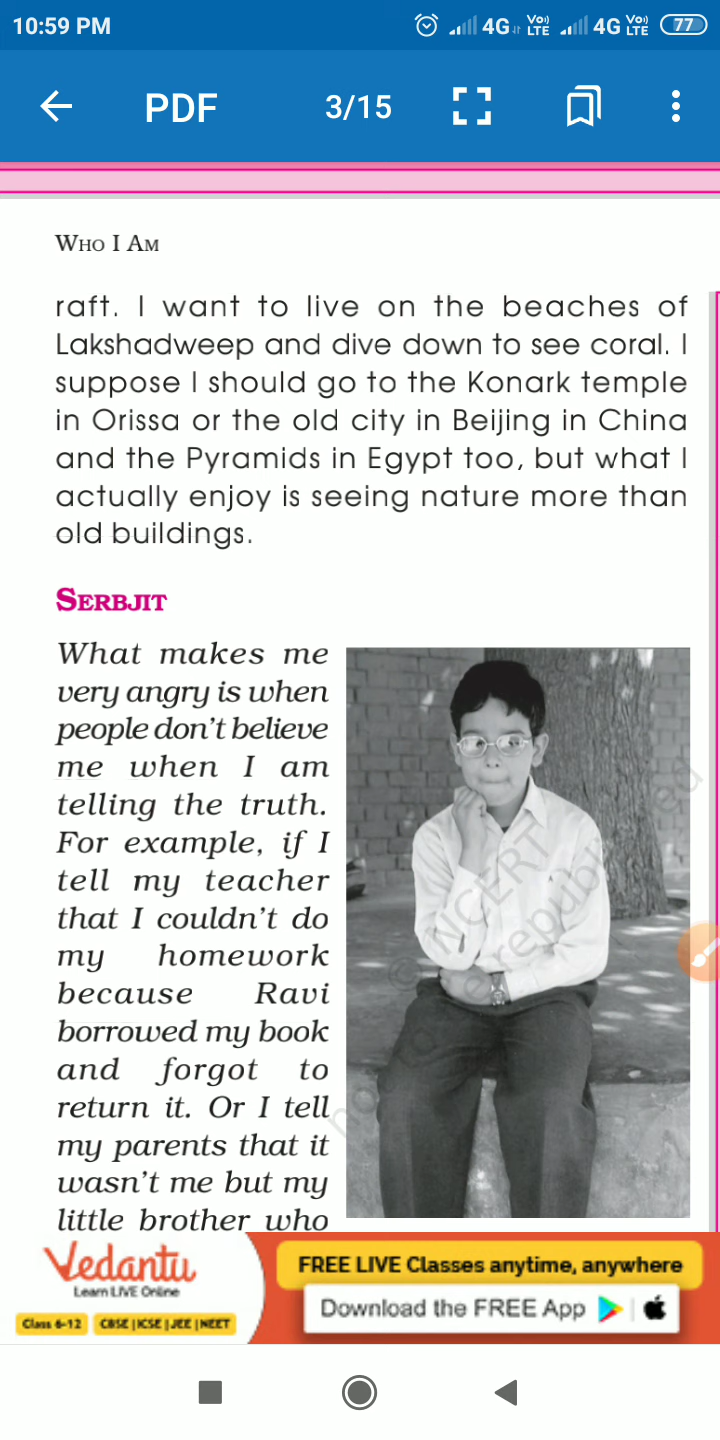 10:59 PM
4G
VoD LTE
4G
VoD LTE
77
PDF
3/15
WHO I AM
raft. I want to live on the beaches of
Lakshadweep and dive down to see coral. I
suppose I should go to the Konark temple
in Orissa or the old city in Beijing in China
and the Pyramids in Egypt too, but what I
actually enjoy is seeing nature more than
old buildings.
SERBJIT
What makes me
very angry is when
people don't believe
me when I am
telling the truth.
For example, if I
tell my teacher
that I couldn't do
my homework
because Ravi
borrowed my book
and forgot to
return it. Or I tell
my parents that it
wasn't me but my
little brother who
© NCERT
Vedantu
Learn LIVE Online
Class 6-12
CBSE | ICSE | JEE | NEET
FREE LIVE Classes anytime, anywhere
Download the FREE App